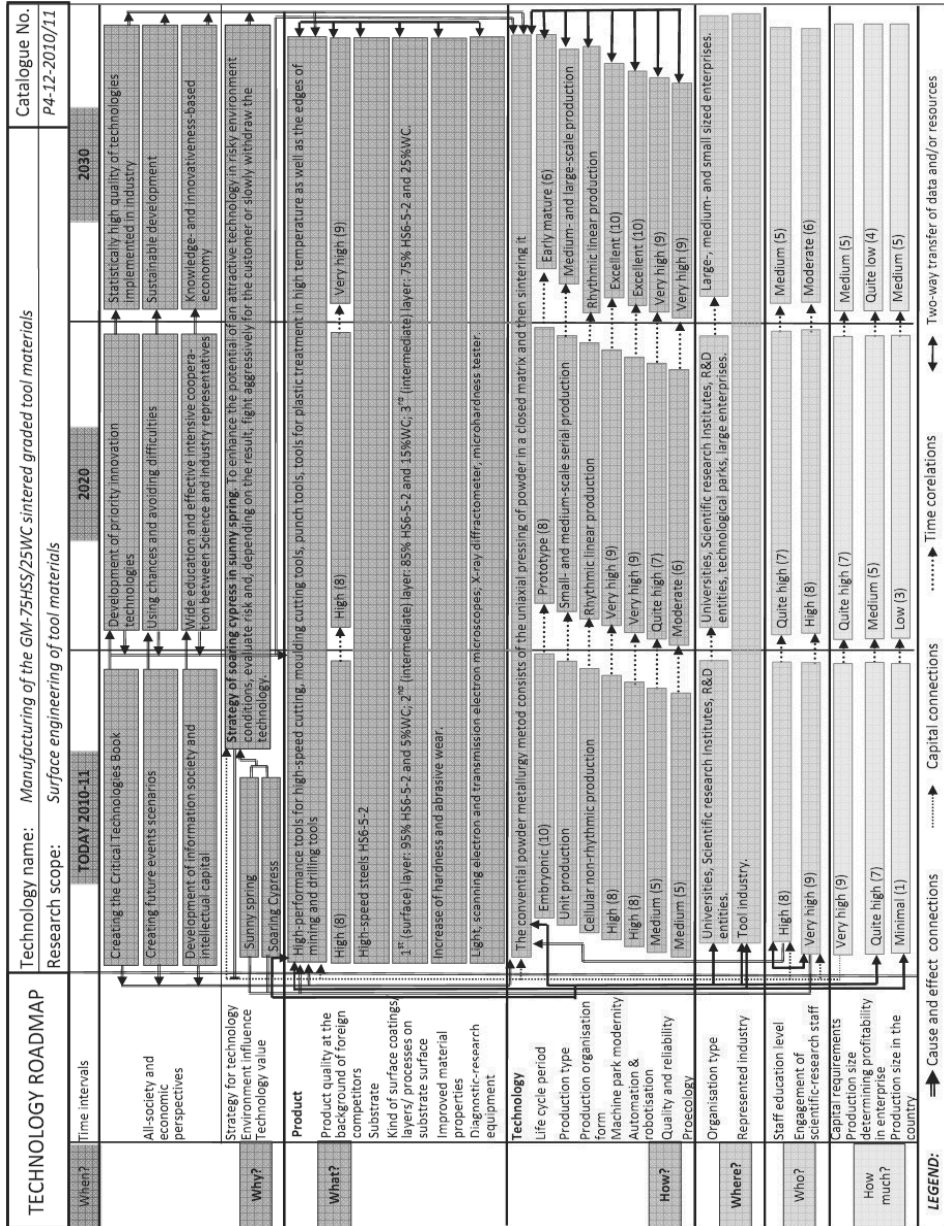 TECHNOLOGY ROADMAP
Technology name: Manufacturing of the GM-75HSS/25WC sintered graded tool materials
Research scope: Surface engineering of tool materials
Catalogue No.
P4-12-2010/11
When?
Time intervals
TODAY 2010-11
2020
2030
All-society and
economic
perspectives
Creating the Critical Technologies Book
Development of priority innovation
technologies
Statistically high quality of technologies
implemented in industry
Creating future events scenarios
Using chances and avoiding difficulties
Sustainable development
Development of information society and
intellectual capital
Wide education and effective intensive coopera-
tion between Science and Industry representatives
Knowledge- and innovativeness-based
economy
Why?
Strategy for technology
Environment influence
Technology value
Sunny spring
Soaring Cypress
Strategy of soaring cypress in sunny spring. To enhance the potential of an attractive technology in risky environment
conditions, evaluate risk and, depending on the result, fight aggressively for the customer or slowly withdraw the
technology.
What?
Product
High-performance tools for high-speed cutting, moulding cutting tools, punch tools, tools for plastic treatment in high temperature as well as the edges of
mining and drilling tools
Product quality at the
background of foreign
competitors
High (8)
High (8)
Very high (9)
Substrate
High-speed steels HS6-5-2
Kind of surface coatings,
layers/ processes on
substrate surface
1st (surface) layer: 95% HS6-5-2 and 5%WC; 2nd (intermediate) layer: 85% HS6-5-2 and 15%WC; 3rd (intermediate) layer: 75% HS6-5-2 and 25%WC.
Improved material
properties
Increase of hardness and abrasive wear.
Diagnostic-research
equipment
Light, scanning electron and transmission electron microscopes; X-ray diffractometer, microhardness tester.
How?
Technology
The convential powder metallurgy metod consists of the uniaxial pressing of powder in a closed matrix and then sintering it
Life cycle period
Embryonic (10)
Prototype (8)
Early mature (6)
Production type
Unit production
Small- and medium-scale serial production
Medium- and large-scale production
Production organisation
form
Cellular non-rhythmic production
Rhythmic linear production
Rhythmic linear production
Machine park modernity
High (8)
Very high (9)
Excellent (10)
Automation &
robotisation
High (8)
Very high (9)
Excellent (10)
Quality and reliability
Medium (5)
Quite high (7)
Very high (9)
Proecology
Medium (5)
Moderate (6)
Very high (9)
Where?
Organisation type
Universities, Scientific research Institutes, R&D
entities.
Universities, Scientific research Institutes, R&D
entities, technological parks, large enterprises.
Large-, medium- and small sized enterprises.
Represented industry
Tool industry.
Who?
Staff education level
High (8)
Quite high (7)
Medium (5)
Engagement of
scientific-research staff
Very high (9)
High (8)
Moderate (6)
How
much?
Capital requirements
Very high (9)
Quite high (7)
Medium (5)
Production size
determining profitability
in enterprise
Quite high (7)
Medium (5)
Quite low (4)
Production size in the
country
Minimal (1)
Low (3)
Medium (5)
LEGEND:
Cause and effect connections
Capital connections
Time corelations
Two-way transfer of data and/or resources